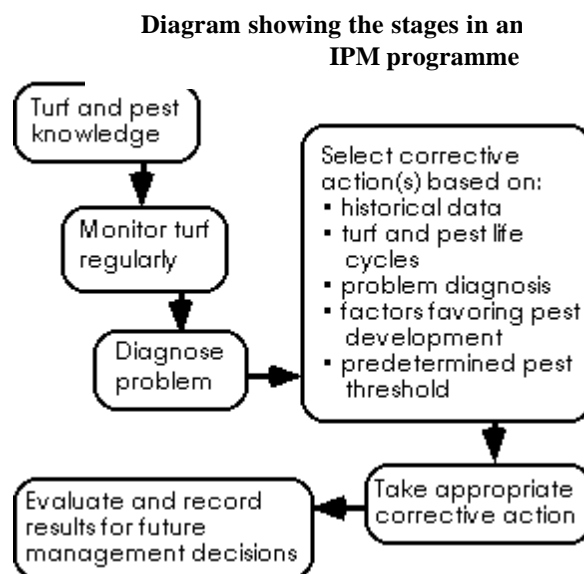 Diagram showing the stages in an
IPM programme
Turf and pest
knowledge
Monitor turf
regularly
Diagnose
problem
Select corrective
action(s) based on:
▪ historical data
▪ turf and pest life
cycles
▪ problem diagnosis
▪ factors favoring pest
development
▪ predetermined pest
threshold
Take appropriate
corrective action
Evaluate and record
results for future
management decisions